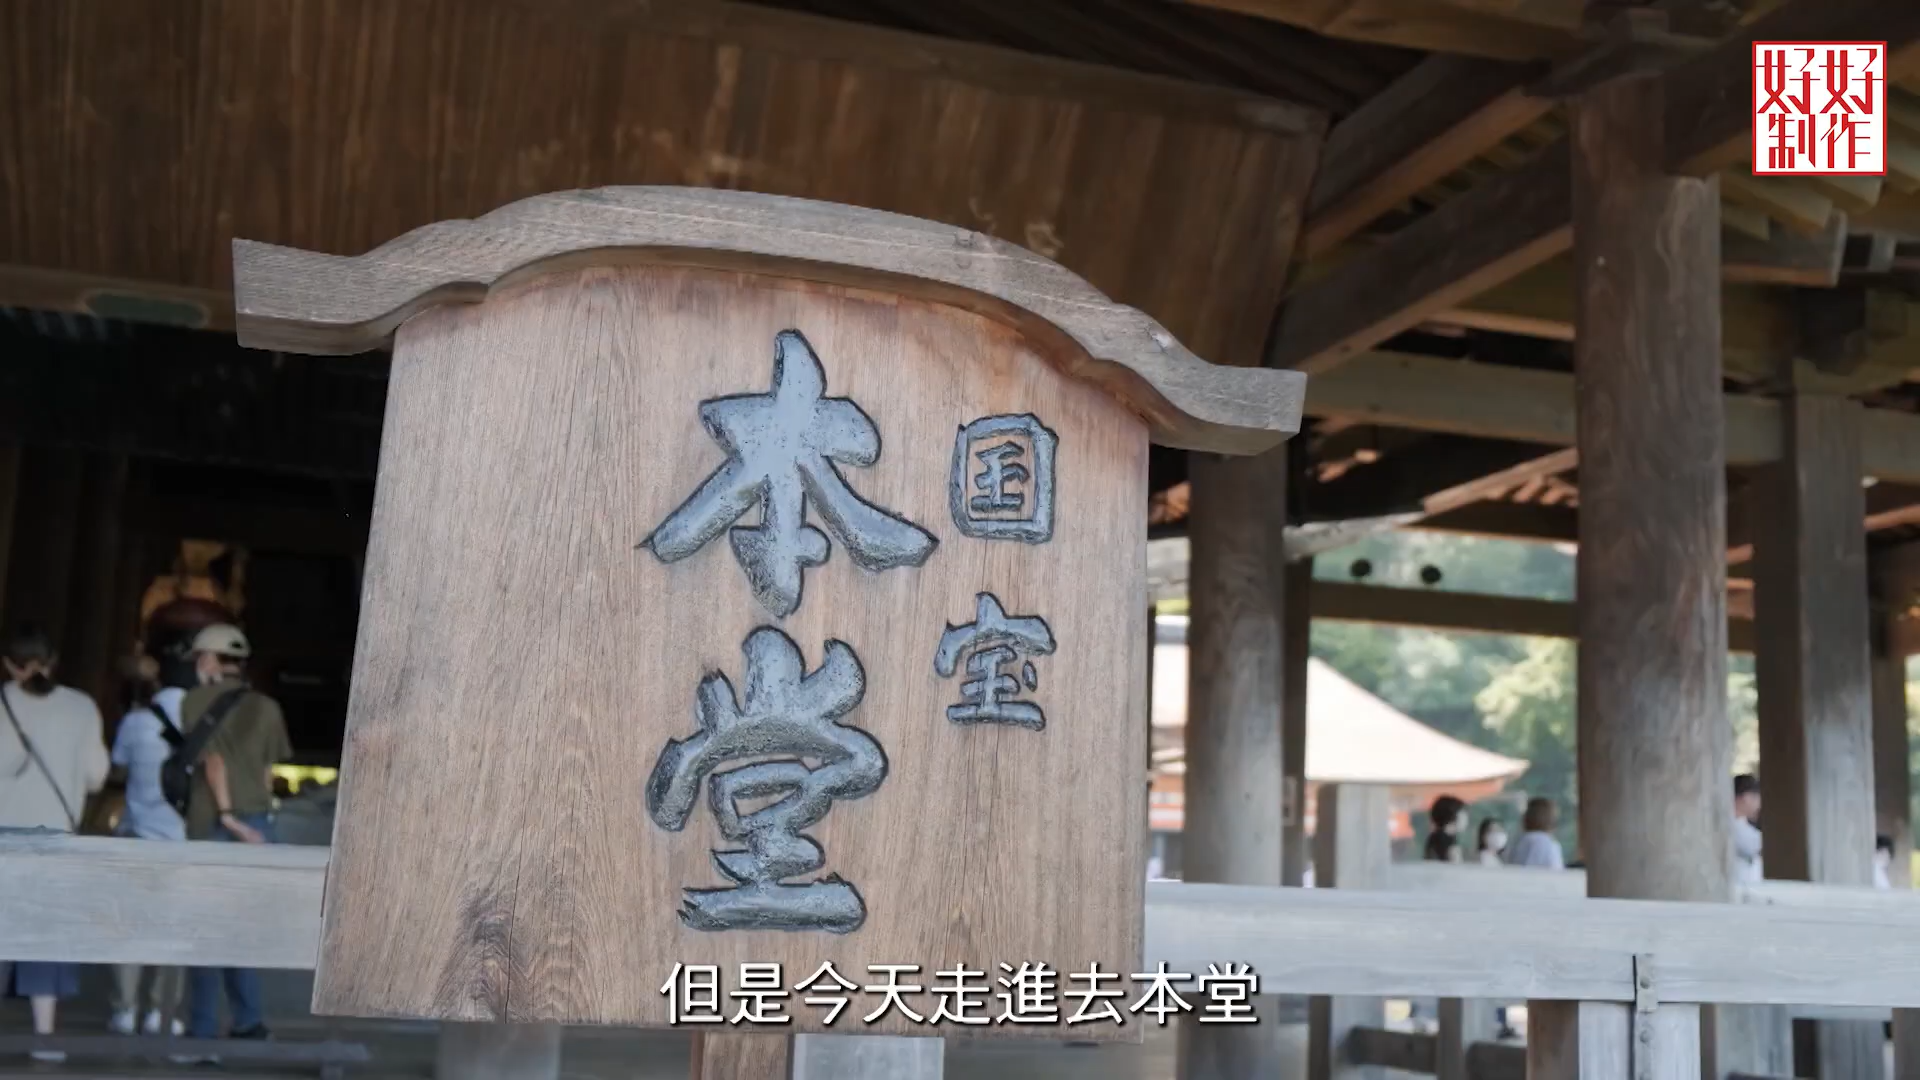 好好
制作
国宝
本堂
但是今天走進去本堂